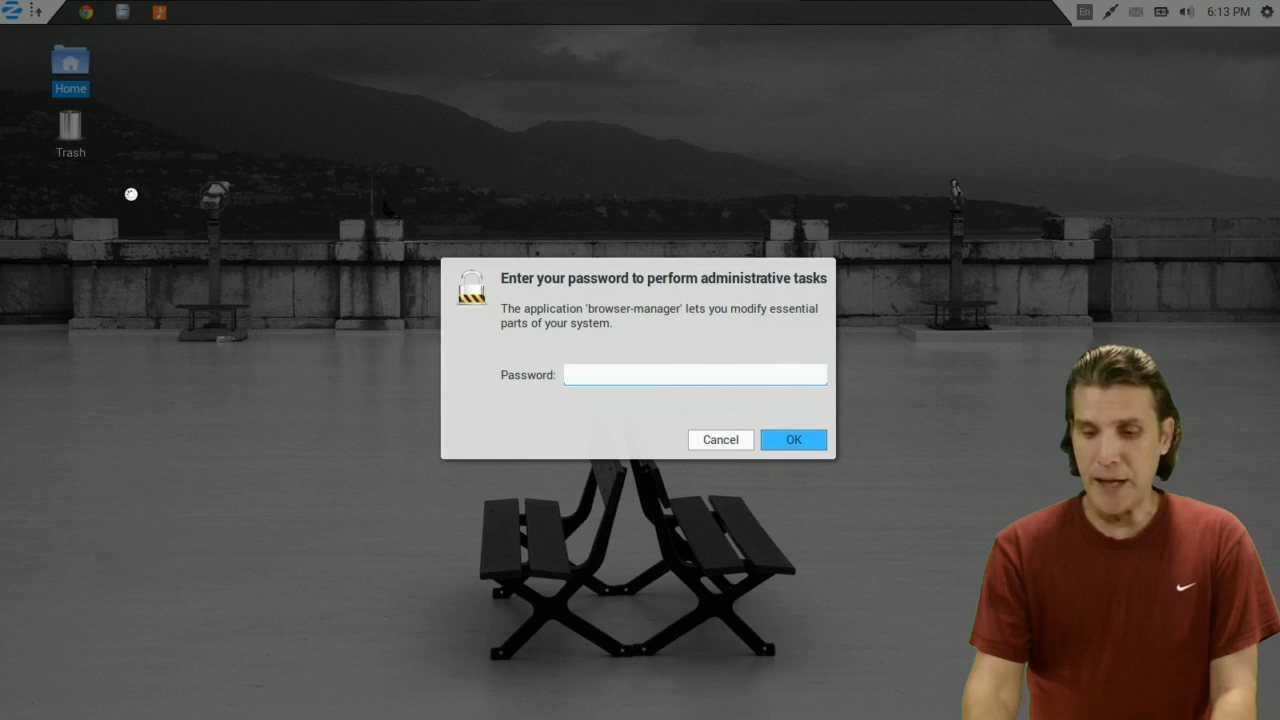 En
6:13 PM
Home
Trash
Enter your password to perform administrative tasks
The application 'browser-manager' lets you modify essential
parts of your system.
Password:
Cancel
OK